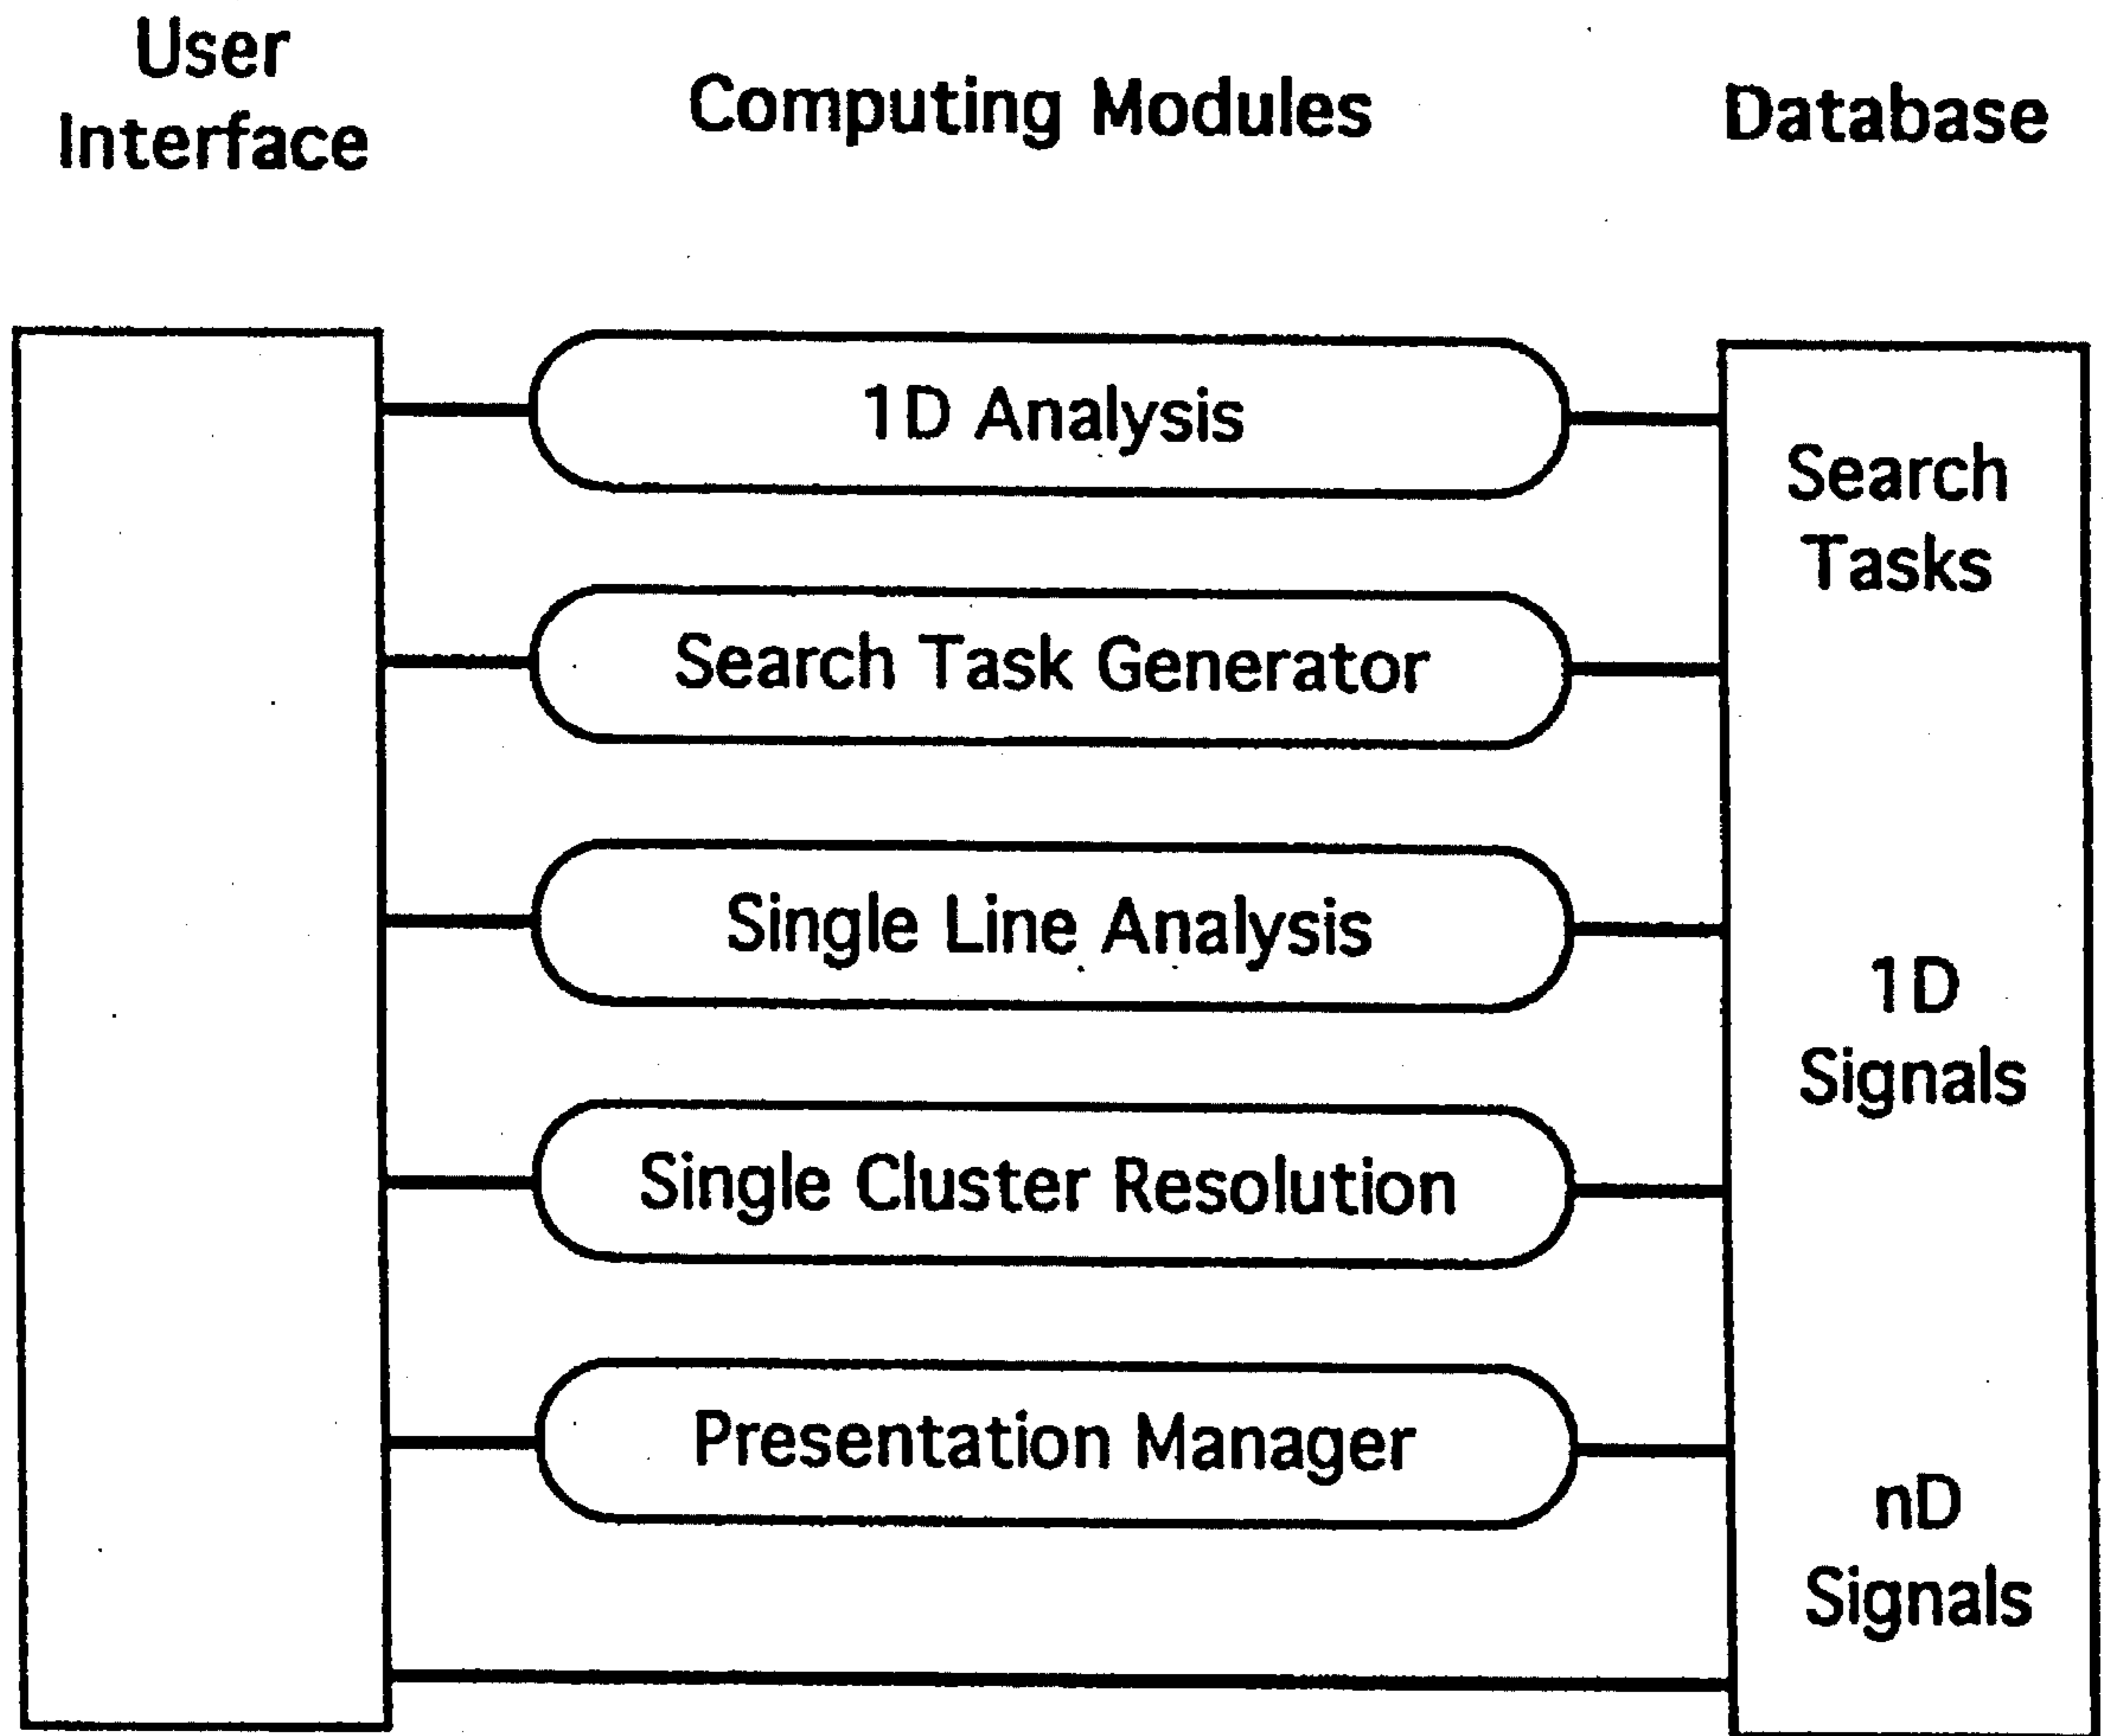 User
Interface
Computing Modules
Database
1D Analysis
Search Task Generator
Single Line Analysis
Single Cluster Resolution
Presentation Manager
Search
Tasks
1D
Signals
nD
Signals